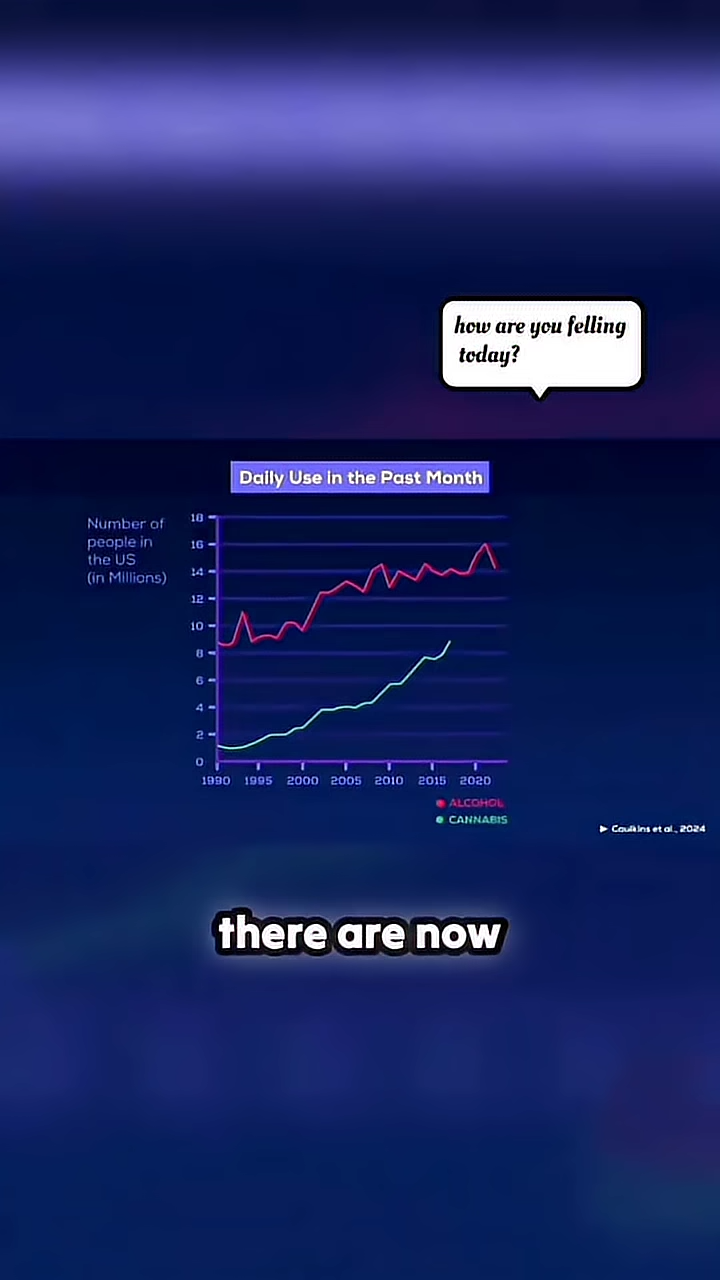 how are you felling
today?
Daily Use in the Past Month
Number of
people in
the US
(in Millions)
18
16
14
12
10
8
6
4
2
0
1990 1995 2000 2005 2010 2015 2020
ALCOHOL
CANNABIS
Caulkins et al., 2024
there are now